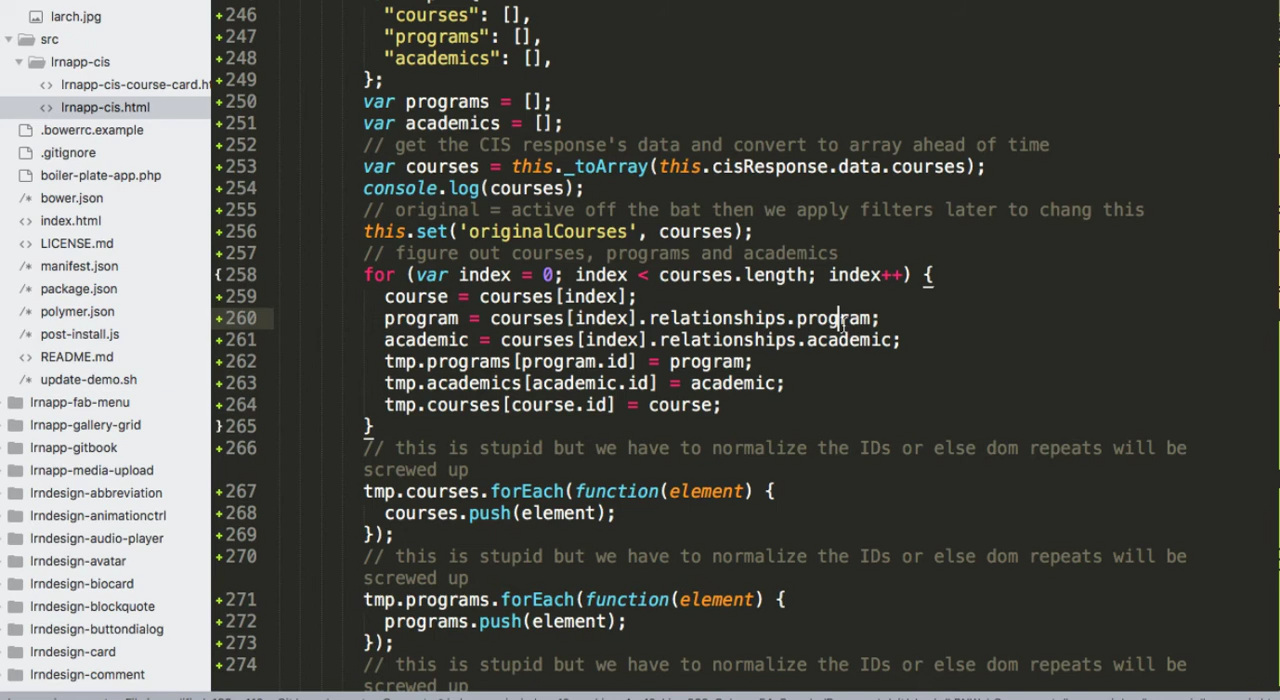 larch.jpg
src
lrnapp-cis
lrnapp-cis-course-card.h
lrnapp-cis.html
.bowerrc.example
.gitignore
boiler-plate-app.php
bower.json
index.html
LICENSE.md
manifest.json
package.json
polymer.json
post-install.js
README.md
update-demo.sh
lrnapp-fab-menu
lrnapp-gallery-grid
lrnapp-gitbook
lrnapp-media-upload
lrndesign-abbreviation
lrndesign-animationctrl
lrndesign-audio-player
lrndesign-avatar
lrndesign-biocard
lrndesign-blockquote
lrndesign-buttondialog
lrndesign-card
lrndesign-comment
246 "courses": [],
247 "programs": [],
248 "academics": [],
249 };
250 var programs = [];
251 var academics = [];
252 // get the CIS response's data and convert to array ahead of time
253 var courses = this._toArray(this.cisResponse.data.courses);
254 console.log(courses);
255 // original = active off the bat then we apply filters later to chang this
256 this.set('originalCourses', courses);
257 // figure out courses, programs and academics
{258 for (var index = 0; index < courses.length; index++) {
259 course = courses[index];
260 program = courses[index].relationships.program;
261 academic = courses[index].relationships.academic;
262 tmp.programs[program.id] = program;
263 tmp.academics[academic.id] = academic;
264 tmp.courses[course.id] = course;
}265 }
266 // this is stupid but we have to normalize the IDs or else dom repeats will be
screwed up
267 tmp.courses.forEach(function(element) {
268 courses.push(element);
269 });
270 // this is stupid but we have to normalize the IDs or else dom repeats will be
screwed up
271 tmp.programs.forEach(function(element) {
272 programs.push(element);
273 });
274 // this is stupid but we have to normalize the IDs or else dom repeats will be
screwed up